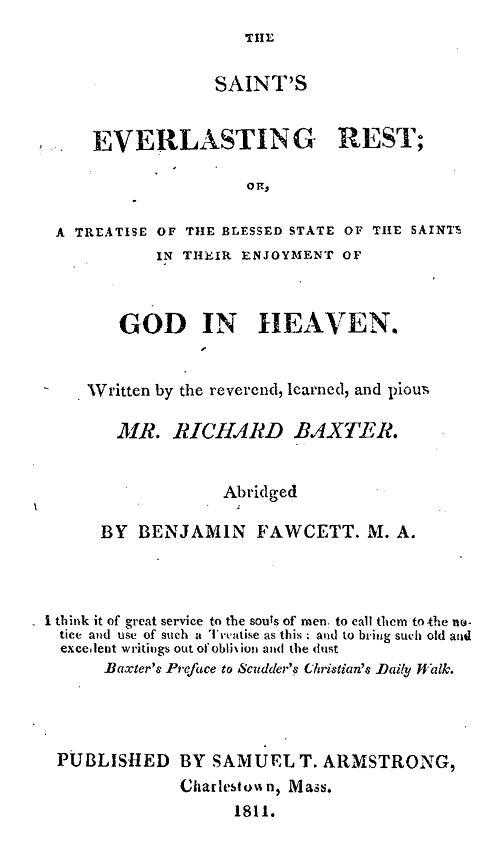 THE
SAINT'S
EVERLASTING REST;
OR,
A TREATISE OF THE BLESSED STATE OF THE SAINTS
IN THEIR ENJOYMENT OF
GOD IN HEAVEN.
Written by the reverend, learned, and pious
MR. RICHARD BAXTER.
Abridged
BY BENJAMIN FAWCETT. M. A.
I think it of great service to the souls of men. to call them to the no-
tice and use of such a Treatise as this; and to bring such old and
excellent writings out of oblivion and the dust
Baxter's Preface to Scudder's Christian's Daily Walk.
PUBLISHED BY SAMUEL T. ARMSTRONG,
Charlestown, Mass.
1811.